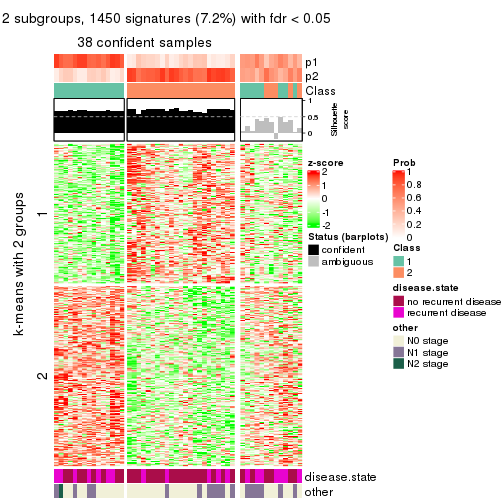 2 subgroups, 1450 signatures (7.2%) with fdr < 0.05
38 confident samples
p1
p2
Class
1
0.5
0
Silhouette
score
k-means with 2 groups
1
2
z-score
2
1
0
-1
-2
Status (barplots)
confident
ambiguous
Prob
1
0.8
0.6
0.4
0.2
0
Class
1
2
disease.state
no recurrent disease
recurrent disease
other
N0 stage
N1 stage
N2 stage
disease.state
other